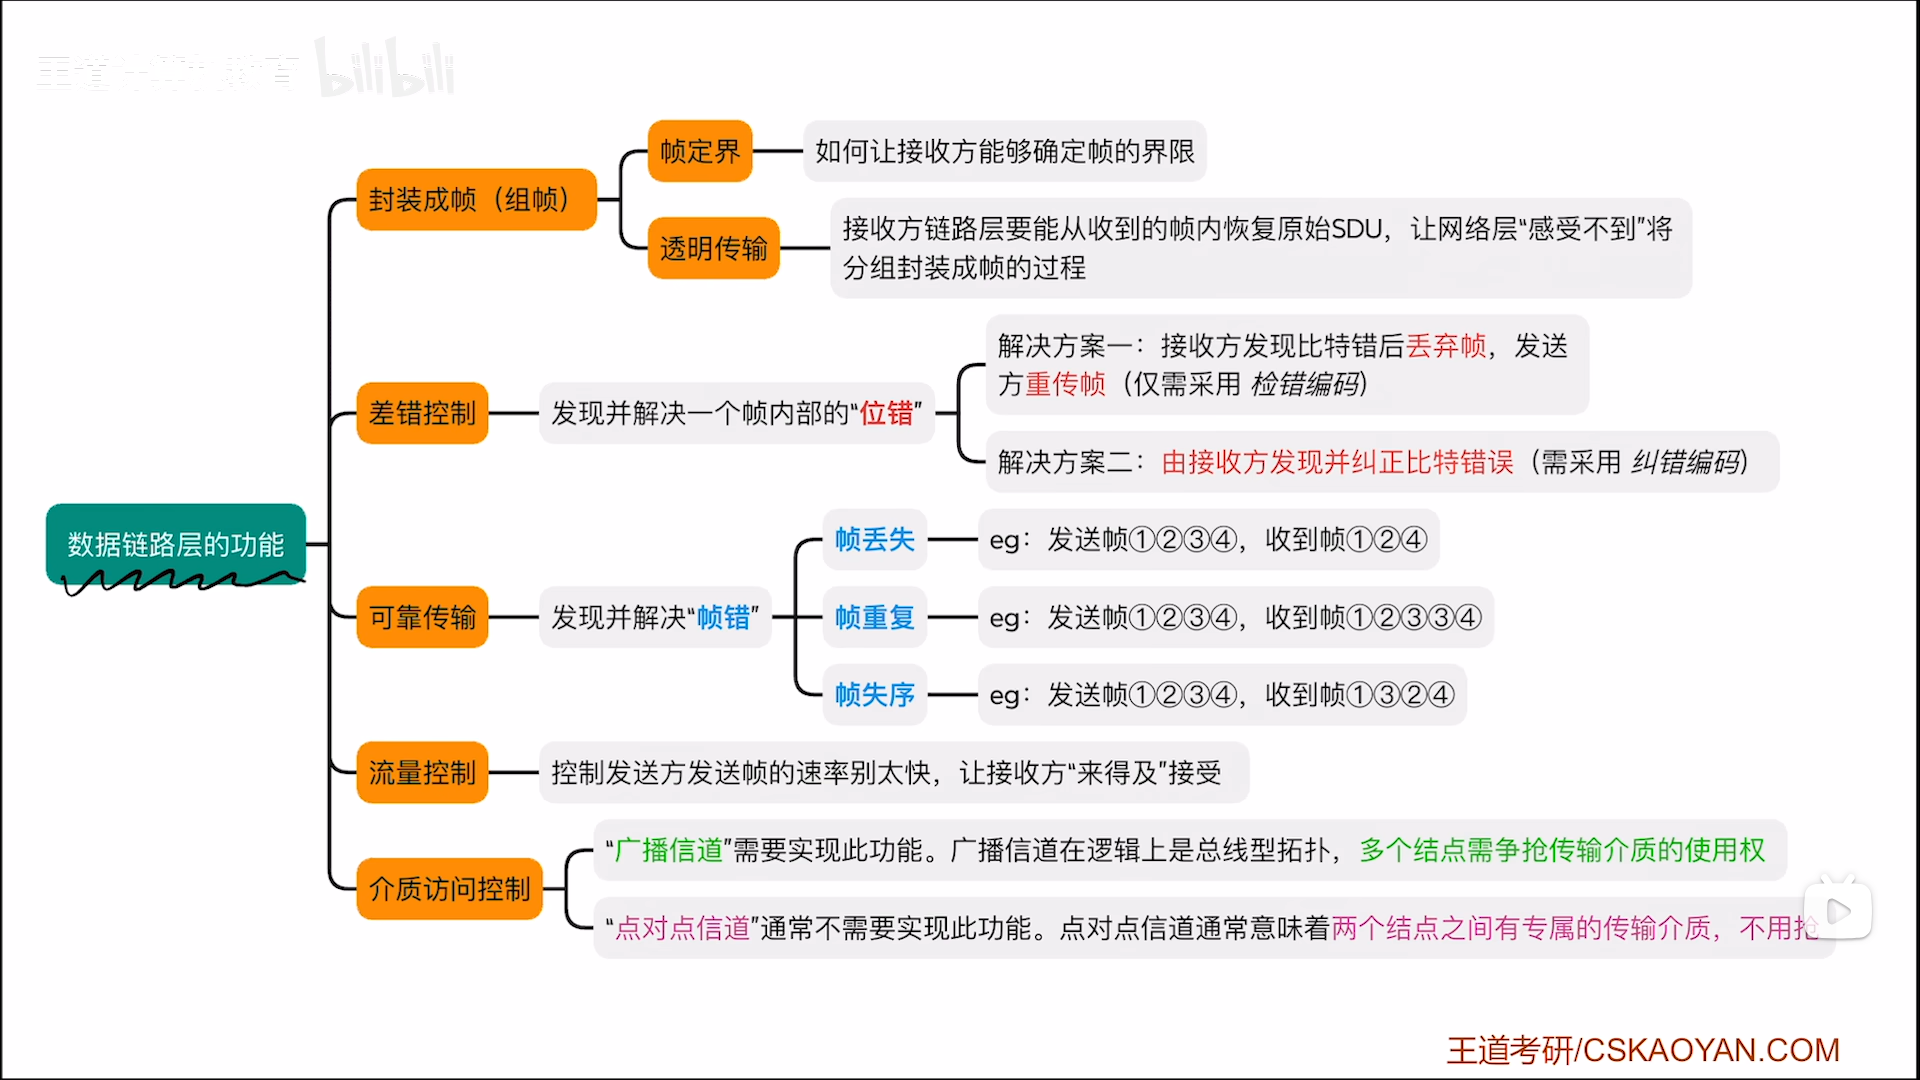 bilibili
帧定界
如何让接收方能够确定帧的界限
封装成帧（组帧）
透明传输
接收方链路层要能从收到的帧内恢复原始SDU，让网络层“感受不到”将
分组封装成帧的过程
差错控制
发现并解决一个帧内部的“位错”
解决方案一：接收方发现比特错后丢弃帧，发送
方重传帧（仅需采用 检错编码）
解决方案二：由接收方发现并纠正比特错误（需采用 纠错编码）
数据链路层的功能
可靠传输
发现并解决“帧错”
帧丢失
eg：发送帧①②③④，收到帧①②④
帧重复
eg：发送帧①②③④，收到帧①②③③④
帧失序
eg：发送帧①②③④，收到帧①③②④
流量控制
控制发送方发送帧的速率别太快，让接收方“来得及”接受
介质访问控制
“广播信道”需要实现此功能。广播信道在逻辑上是总线型拓扑，多个结点需争抢传输介质的使用权
“点对点信道”通常不需要实现此功能。点对点信道通常意味着两个结点之间有专属的传输介质，不用抢
王道考研/CSKAOYAN.COM